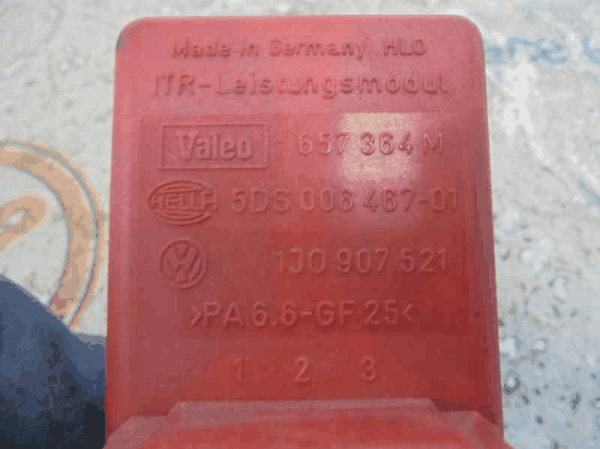 Made in Germany HLO
ITR-Leistungsmodul
Valeo 657 364 M
HELLA 5DS 006 467-01
VW 1J0 907 521
>PA 6.6-GF 25<
1 2 3